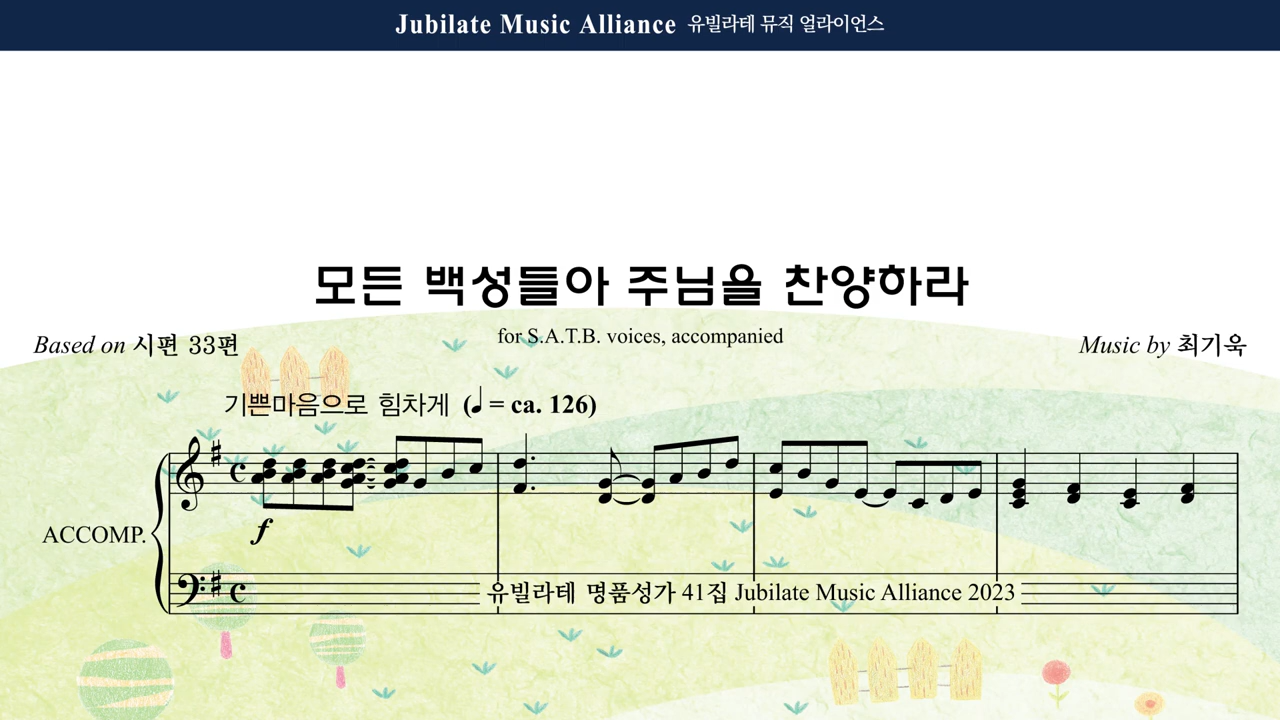 Jubilate Music Alliance 유빌라테 뮤직 얼라이언스
모든 백성들아 주님을 찬양하라
for S.A.T.B. voices, accompanied
Based on 시편 33편
Music by 최기욱
기쁜마음으로 힘차게 (♩ = ca. 126)
f
ACCOMP.
유빌라테 명품성가 41집 Jubilate Music Alliance 2023